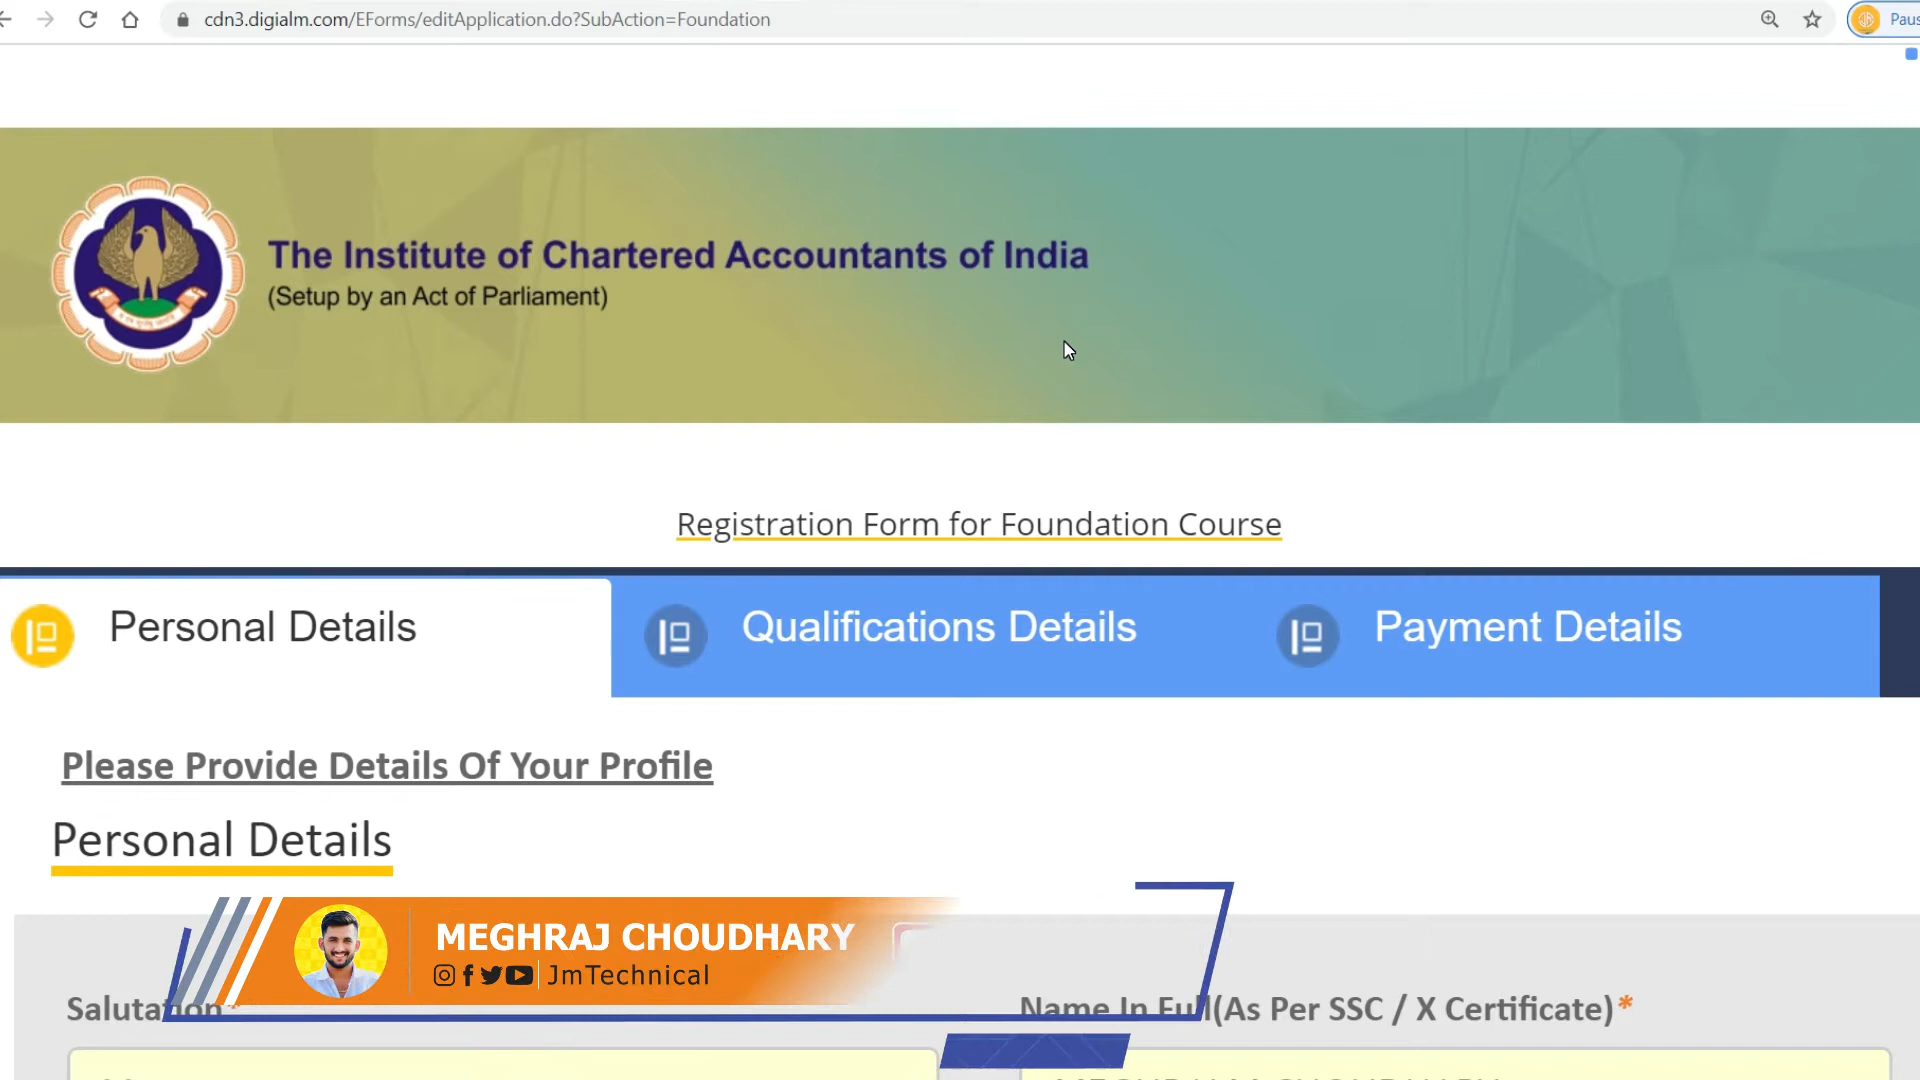 cdn3.digialm.com/EForms/editApplication.do?SubAction=Foundation
The Institute of Chartered Accountants of India
(Setup by an Act of Parliament)
Registration Form for Foundation Course
Personal Details
Qualifications Details
Payment Details
Please Provide Details Of Your Profile
Personal Details
MEGHRAJ CHOUDHARY
JmTechnical
Salutation*
Name In Full(As Per SSC / X Certificate)*